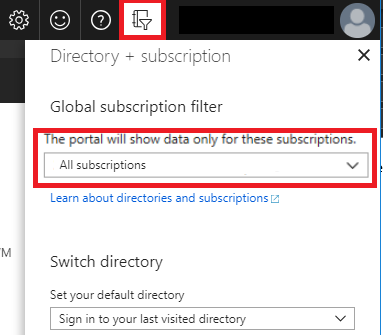 Directory + subscription
Global subscription filter
The portal will show data only for these subscriptions.
All subscriptions
Learn about directories and subscriptions
Switch directory
Set your default directory
Sign in to your last visited directory